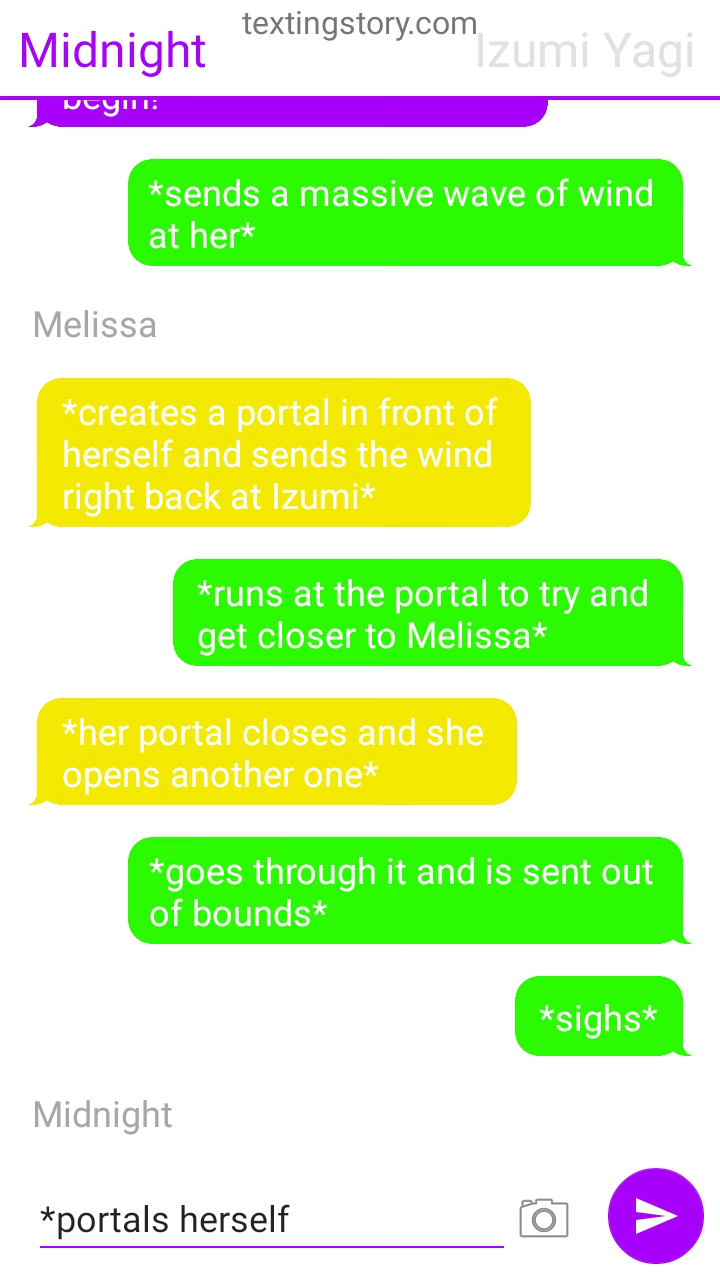 textingstory.com
Midnight
Izumi Yagi
begin!
*sends a massive wave of wind
at her*
Melissa
*creates a portal in front of
herself and sends the wind
right back at Izumi*
*runs at the portal to try and
get closer to Melissa*
*her portal closes and she
opens another one*
*goes through it and is sent out
of bounds*
*sighs*
Midnight
*portals herself